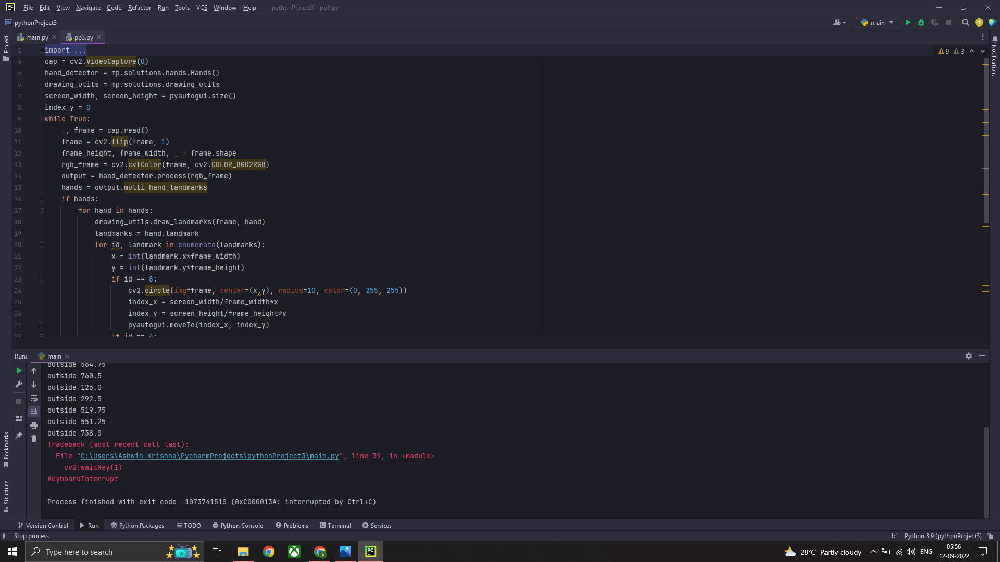 PC File Edit View Navigate Code Refactor Run Tools VCS Window Help pythonProject3 - pp3.py
pythonProject3
main
main.py
pp3.py
Project
Notifications
9 3
1 import ...
4 cap = cv2.VideoCapture(0)
5 hand_detector = mp.solutions.hands.Hands()
6 drawing_utils = mp.solutions.drawing_utils
7 screen_width, screen_height = pyautogui.size()
8 index_y = 0
9 while True:
10 _, frame = cap.read()
11 frame = cv2.flip(frame, 1)
12 frame_height, frame_width, _ = frame.shape
13 rgb_frame = cv2.cvtColor(frame, cv2.COLOR_BGR2RGB)
14 output = hand_detector.process(rgb_frame)
15 hands = output.multi_hand_landmarks
16 if hands:
17 for hand in hands:
18 drawing_utils.draw_landmarks(frame, hand)
19 landmarks = hand.landmark
20 for id, landmark in enumerate(landmarks):
21 x = int(landmark.x*frame_width)
22 y = int(landmark.y*frame_height)
23 if id == 8:
24 cv2.circle(img=frame, center=(x,y), radius=10, color=(0, 255, 255))
25 index_x = screen_width/frame_width*x
26 index_y = screen_height/frame_height*y
27 pyautogui.moveTo(index_x, index_y)
28 if id == 4:
Run: main
outside 584.75
outside 760.5
outside 126.0
outside 292.5
outside 519.75
outside 551.25
outside 738.0
Traceback (most recent call last):
File "C:\Users\Ashwin Krishna\PycharmProjects\pythonProject3\main.py", line 39, in <module>
cv2.waitKey(1)
KeyboardInterrupt
Process finished with exit code -1073741510 (0xC000013A: interrupted by Ctrl+C)
Bookmarks
Structure
Version Control Run Python Packages TODO Python Console Problems Terminal Services
Stop process
1:1 Python 3.9 (pythonProject3)
Type here to search
A
PC
28°C Partly cloudy
ENG
05:56
12-09-2022